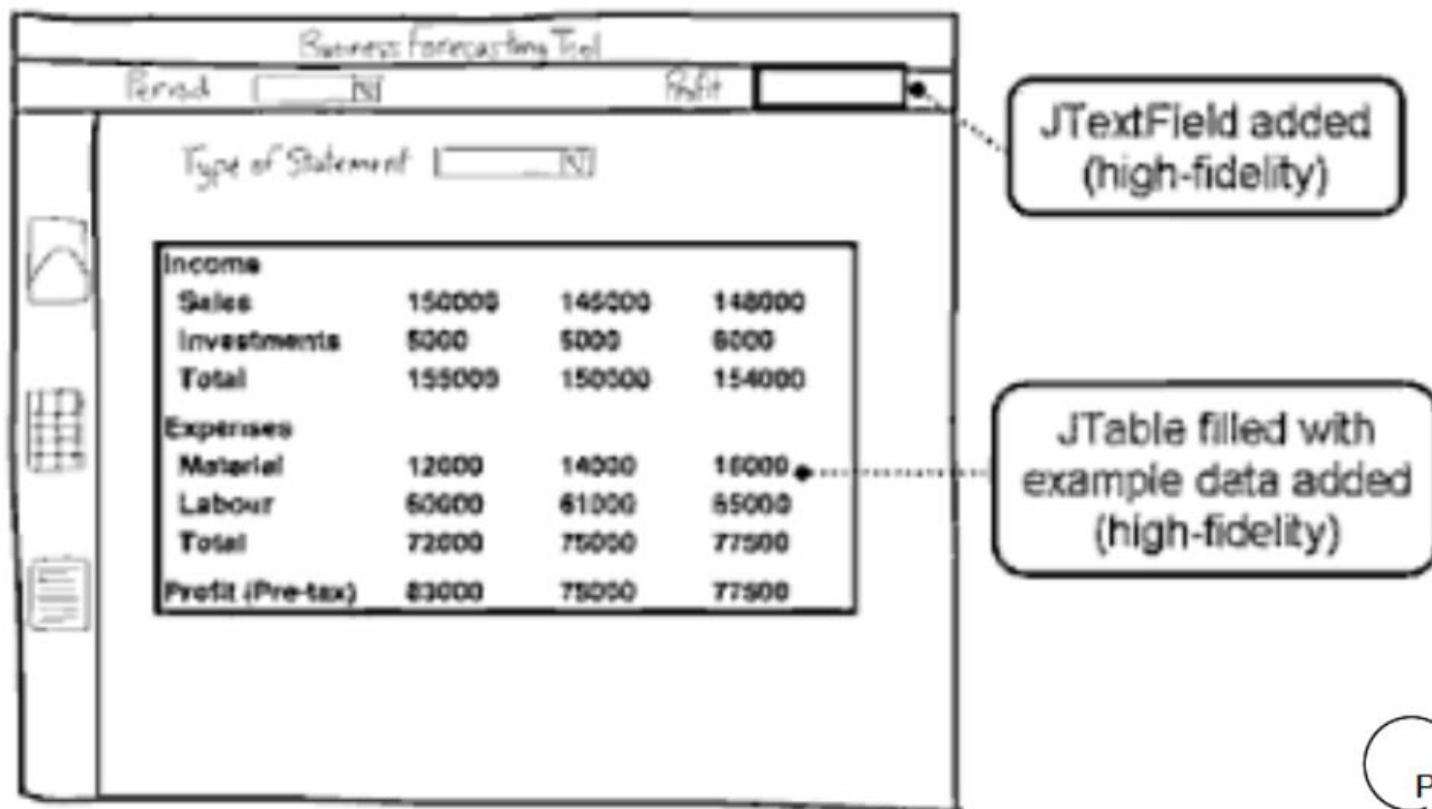 Business Forecasting Tool
Period Profit
JTextField added
(high-fidelity)
Type of Statement
Income
Sales 150000 145000 148000
Investments 5000 5000 6000
Total 155000 150000 154000
Expenses
Material 12000 14000
Labour 60000 61000
Total 72000 75000 77500
Profit (Pre-tax) 83000 75000 77500
JTable filled with
example data added
(high-fidelity)
P